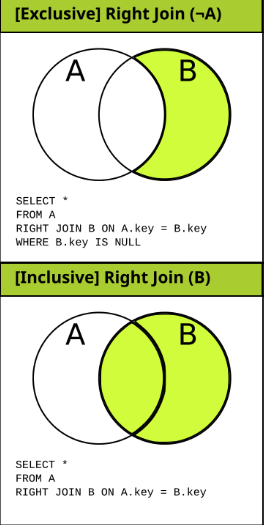 [Exclusive] Right Join (¬A)
A B
SELECT *
FROM A
RIGHT JOIN B ON A.key = B.key
WHERE B.key IS NULL
[Inclusive] Right Join (B)
A B
SELECT *
FROM A
RIGHT JOIN B ON A.key = B.key